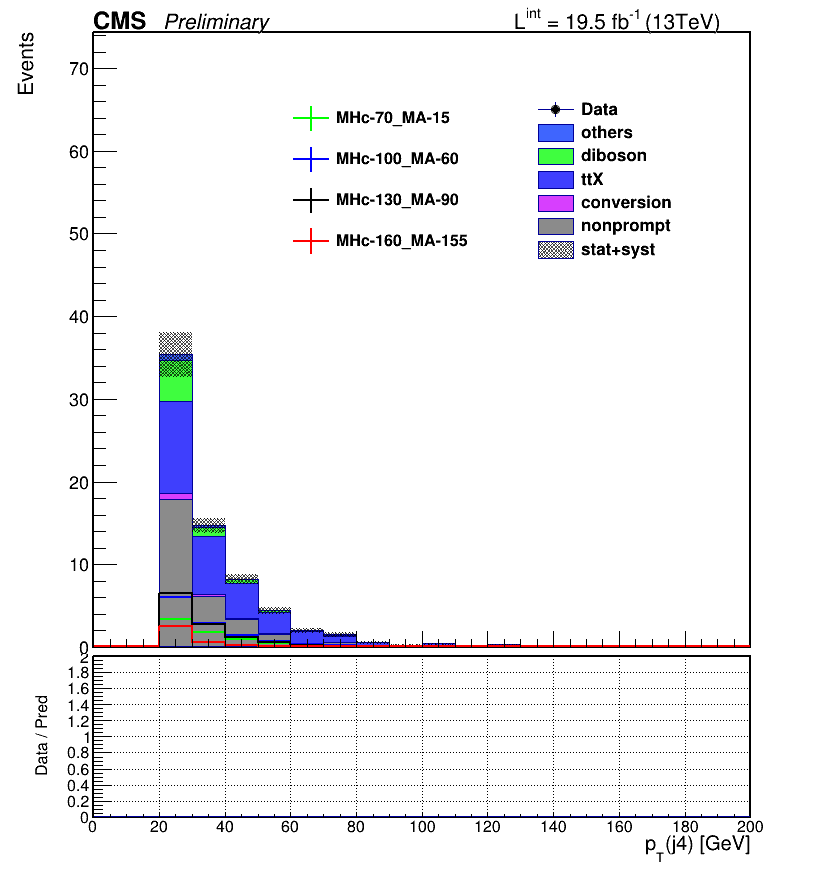 CMS Preliminary L^int = 19.5 fb^-1 (13TeV)
Events
70
60
50
40
30
20
10
0
MHc-70_MA-15
MHc-100_MA-60
MHc-130_MA-90
MHc-160_MA-155
Data
others
diboson
ttX
conversion
nonprompt
stat+syst
Data / Pred
2
1.8
1.6
1.4
1.2
1
0.8
0.6
0.4
0.2
0
0 20 40 60 80 100 120 140 160 180 200
p_T(j4) [GeV]